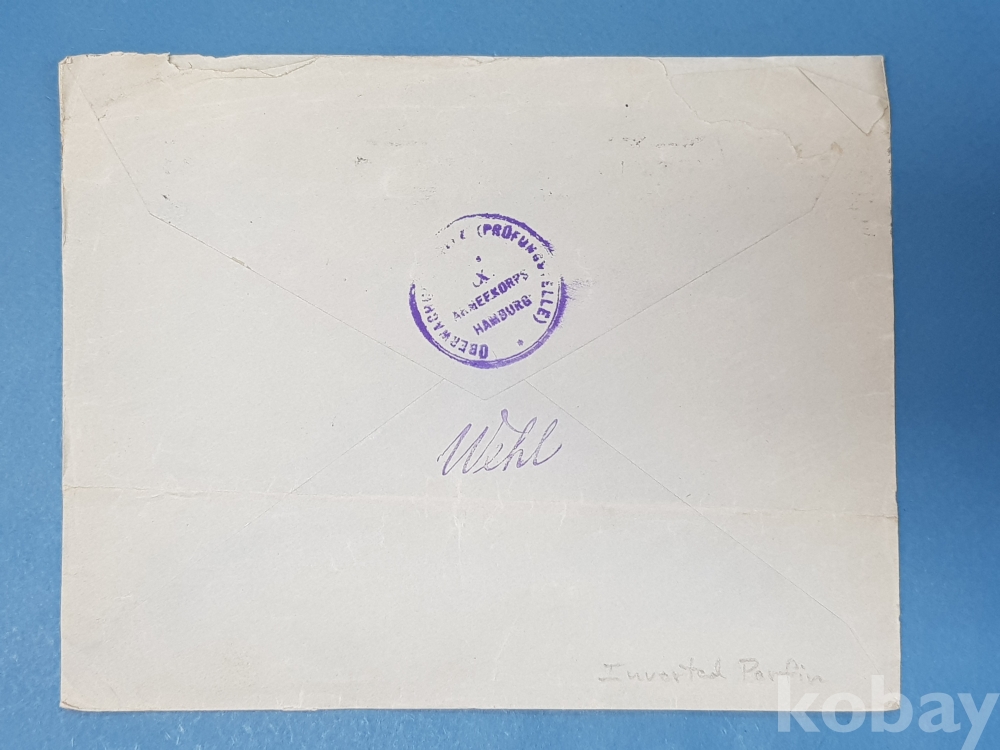 (PRÜFUNGSSTELLE)
ARMEEKORPS
HAMBURG
Wehl
Inverted Perfin
kobay